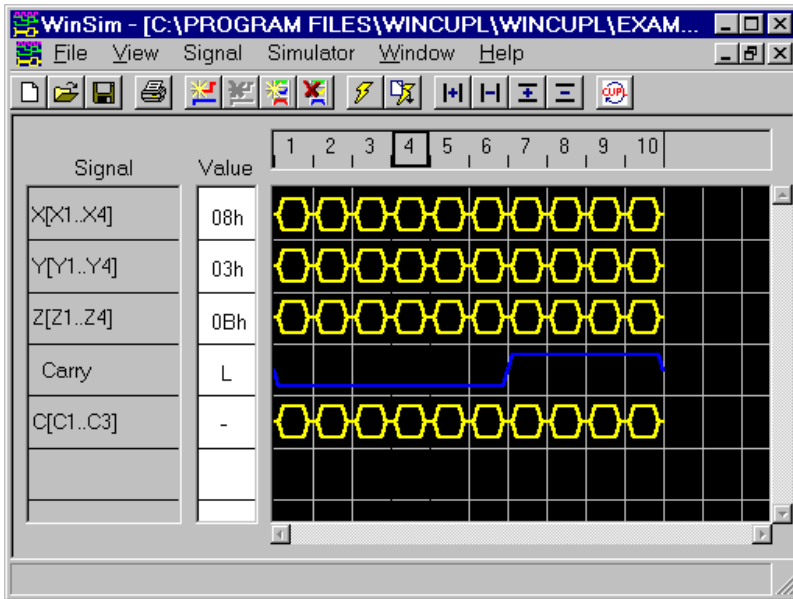 WinSim - [C:\PROGRAM FILES\WINCUPL\WINCUPL\EXAM...
File View Signal Simulator Window Help
CUPL
1 2 3 4 5 6 7 8 9 10
Signal Value
X[X1..X4] 08h
Y[Y1..Y4] 03h
Z[Z1..Z4] 0Bh
Carry L
C[C1..C3] -